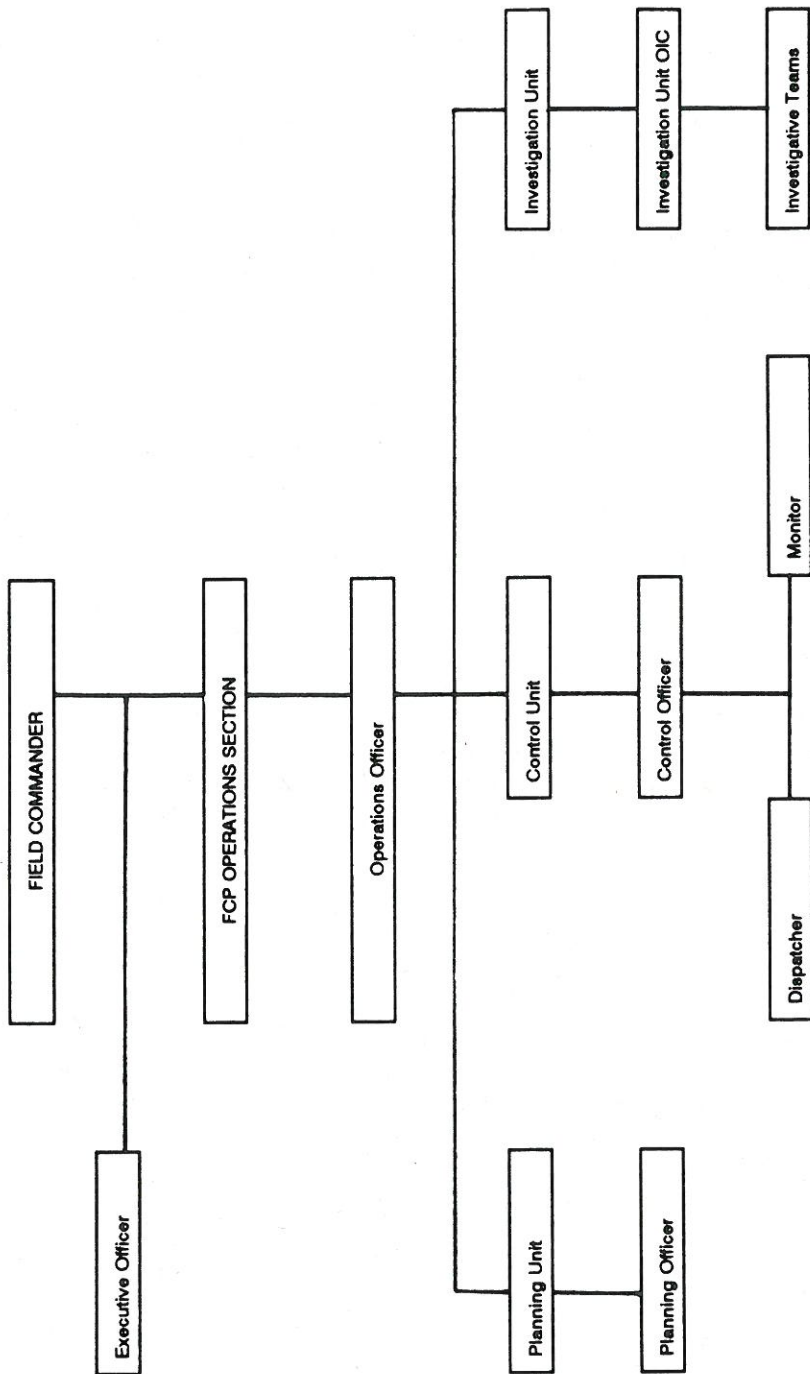 FIELD COMMANDER
Executive Officer
FCP OPERATIONS SECTION
Operations Officer
Planning Unit
Control Unit
Investigation Unit
Planning Officer
Control Officer
Investigation Unit OIC
Dispatcher
Monitor
Investigative Teams